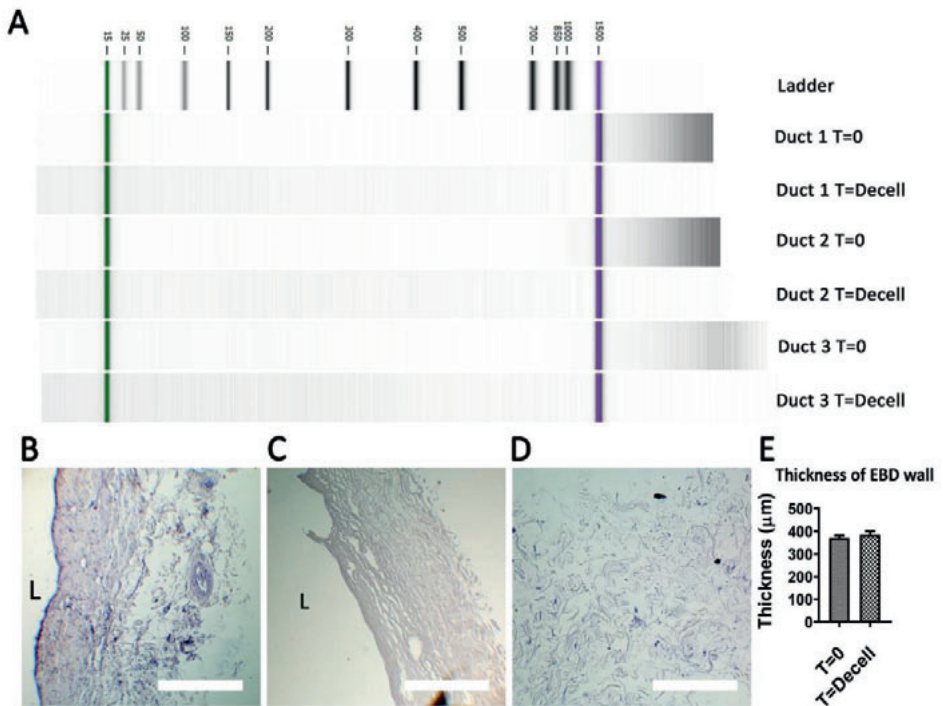 A
15 25 50 100 150 200 300 400 500 700 850 1000 1500
Ladder
Duct 1 T=0
Duct 1 T=Decell
Duct 2 T=0
Duct 2 T=Decell
Duct 3 T=0
Duct 3 T=Decell
B
L
C
L
D
E
Thickness of EBD wall
Thickness (μm)
500
400
300
200
100
0
T=0
T=Decell